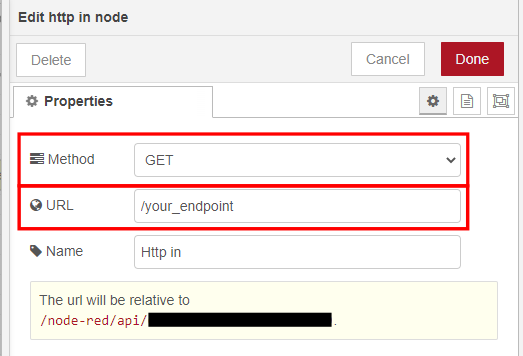 Edit http in node
Delete
Cancel
Done
Properties
Method
GET
URL
/your_endpoint
Name
Http in
The url will be relative to
/node-red/api/ .